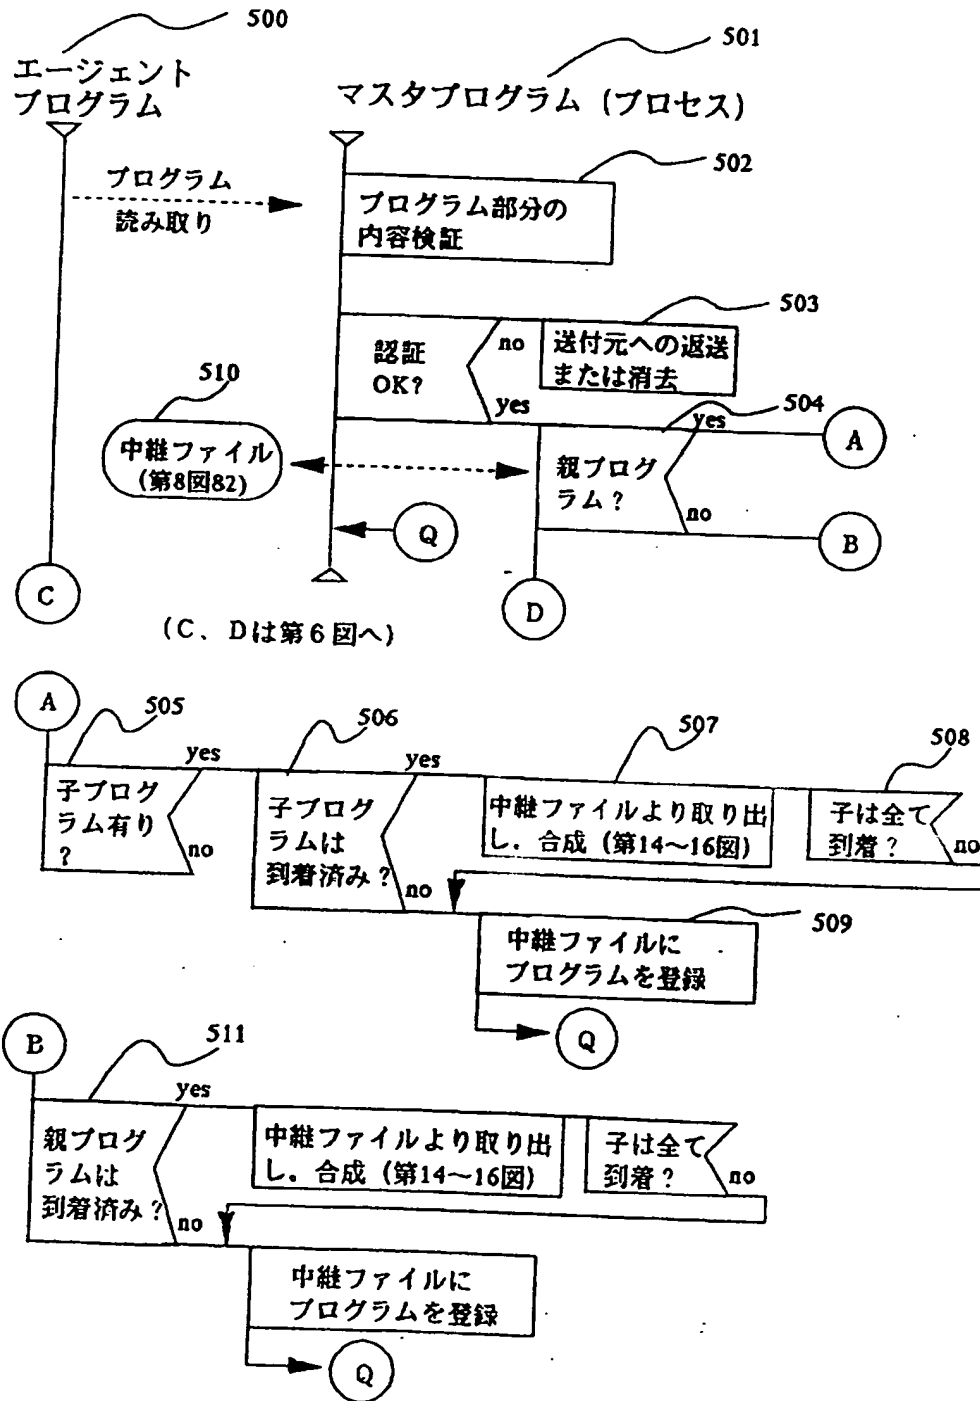 500
エージェント
プログラム
501
マスタプログラム (プロセス)
プログラム
読み取り
502
プログラム部分の
内容検証
503
認証
OK?
no
yes
送付元への返送
または消去
510
中継ファイル
(第8図82)
504
親プログ
ラム?
yes
no
A
B
Q
C
D
(C、Dは第6図へ)
A
505
子プログ
ラム有り
?
yes
no
506
子プログ
ラムは
到着済み?
yes
no
507
中継ファイルより取り出
し.合成 (第14~16図)
508
子は全て
到着?
no
509
中継ファイルに
プログラムを登録
Q
B
511
親プログ
ラムは
到着済み?
yes
no
中継ファイルより取り出
し.合成 (第14~16図)
子は全て
到着?
no
中継ファイルに
プログラムを登録
Q